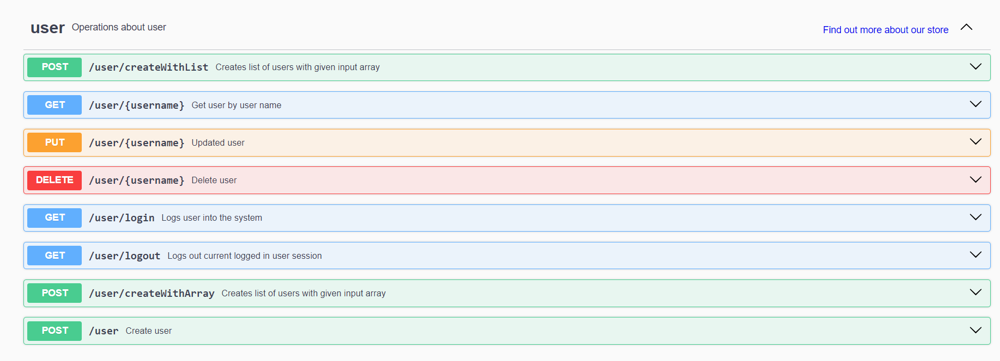 user Operations about user Find out more about our store
POST /user/createWithList Creates list of users with given input array
GET /user/{username} Get user by user name
PUT /user/{username} Updated user
DELETE /user/{username} Delete user
GET /user/login Logs user into the system
GET /user/logout Logs out current logged in user session
POST /user/createWithArray Creates list of users with given input array
POST /user Create user